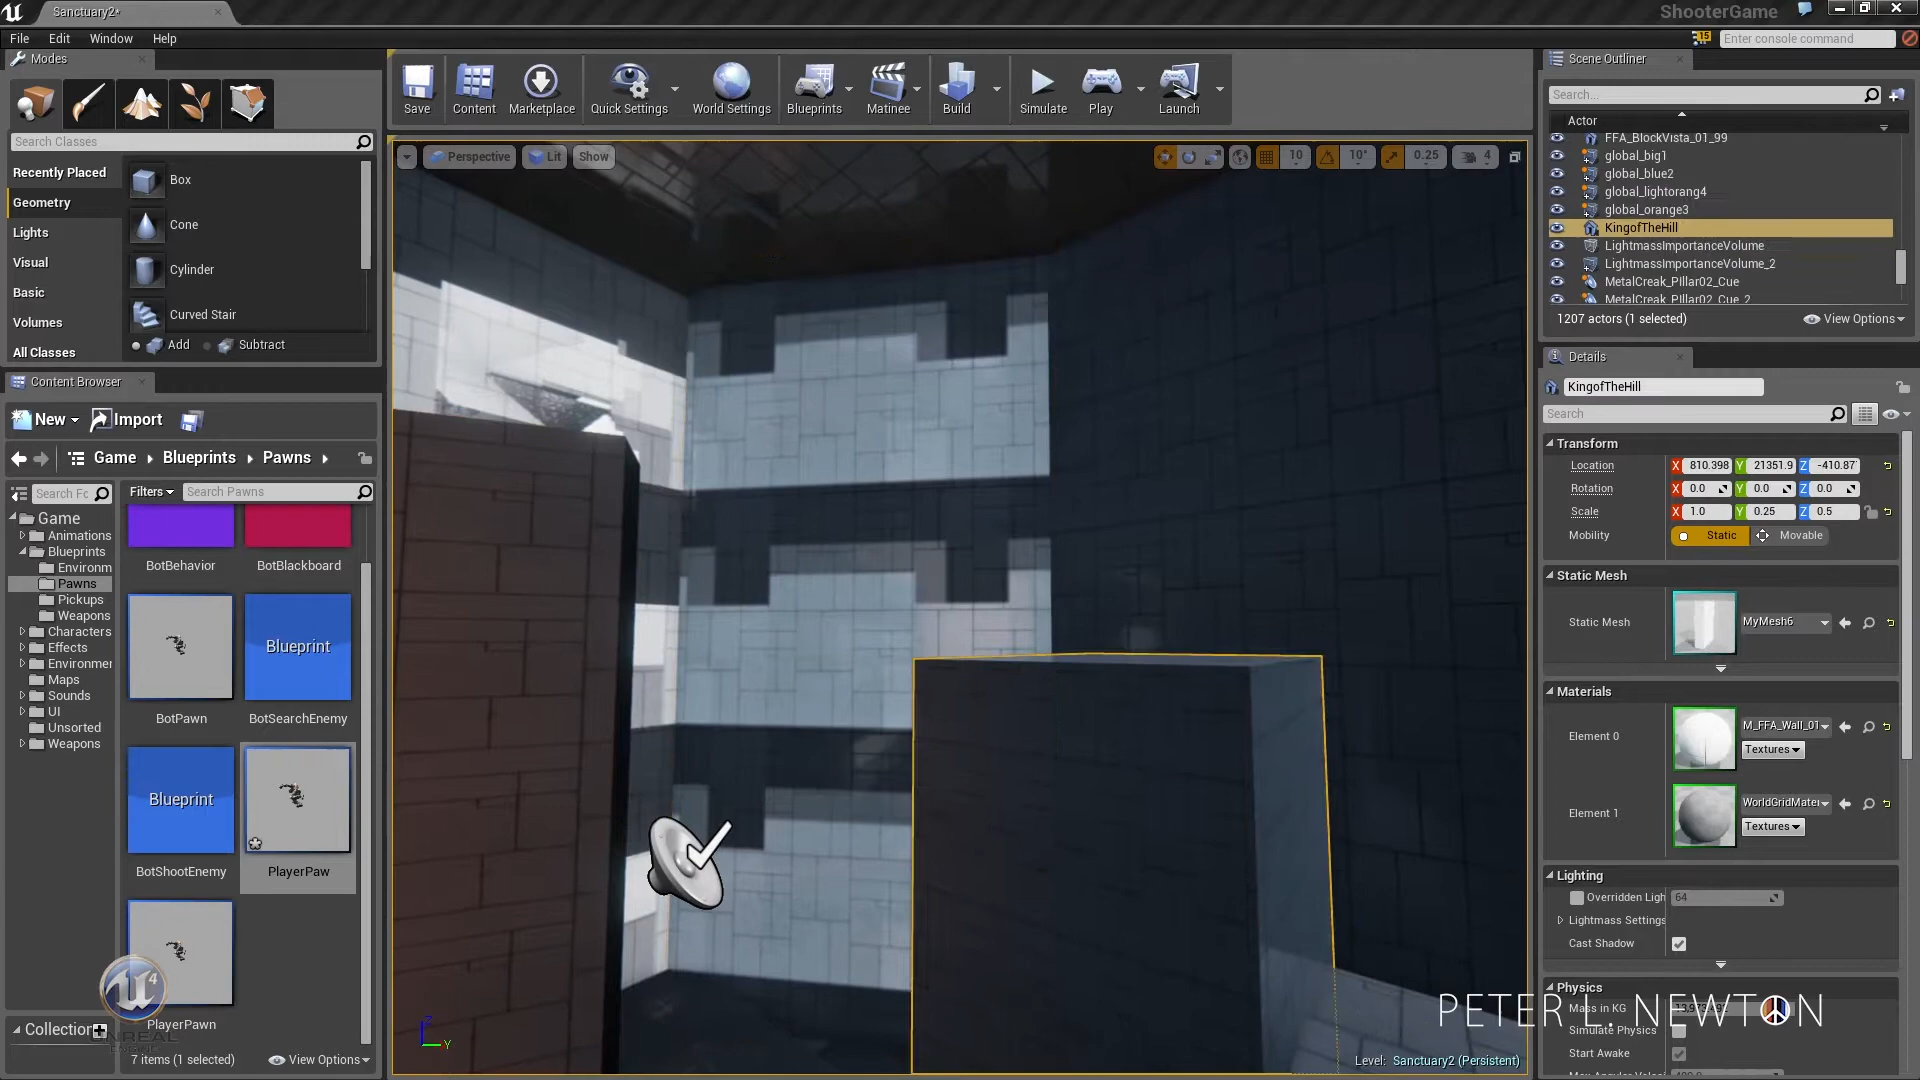 Sanctuary2*
ShooterGame
File Edit Window Help
15
Enter console command
Modes
Search Classes
Recently Placed
Geometry
Lights
Visual
Basic
Volumes
All Classes
Box
Cone
Cylinder
Curved Stair
Add Subtract
Save Content Marketplace Quick Settings World Settings Blueprints Matinee Build Simulate Play Launch
Perspective Lit Show
10 10° 0.25 4
Scene Outliner
Search...
Actor
FFA_BlockVista_01_99
global_big1
global_blue2
global_lightorang4
global_orange3
KingofTheHill
LightmassImportanceVolume
LightmassImportanceVolume_2
MetalCreak_PIllar02_Cue
MetalCreak_PIllar02_Cue_2
1207 actors (1 selected) View Options
Content Browser
New Import
Game Blueprints Pawns
Search Fo
Filters Search Pawns
Game
Animations
Blueprints
Environm
Pawns
Pickups
Weapons
Characters
Effects
Environmen
Maps
Sounds
UI
Unsorted
Weapons
BotBehavior BotBlackboard
Blueprint
BotPawn BotSearchEnemy
Blueprint
BotShootEnemy PlayerPaw
PlayerPawn
Collection
7 items (1 selected) View Options
UNREAL
ENGINE
4
Z
Y
Level: Sanctuary2 (Persistent)
Details
KingofTheHill
Search
Transform
Location X 810.398 Y 21351.9 Z -410.87
Rotation X 0.0 Y 0.0 Z 0.0
Scale X 1.0 Y 0.25 Z 0.5
Mobility Static Movable
Static Mesh
Static Mesh MyMesh6
Materials
Element 0 M_FFA_Wall_01
Textures
Element 1 WorldGridMater
Textures
Lighting
Overridden Ligh 64
Lightmass Settings
Cast Shadow
Physics
Mass in KG
Simulate Physics
Start Awake
PETER L. NEWTON